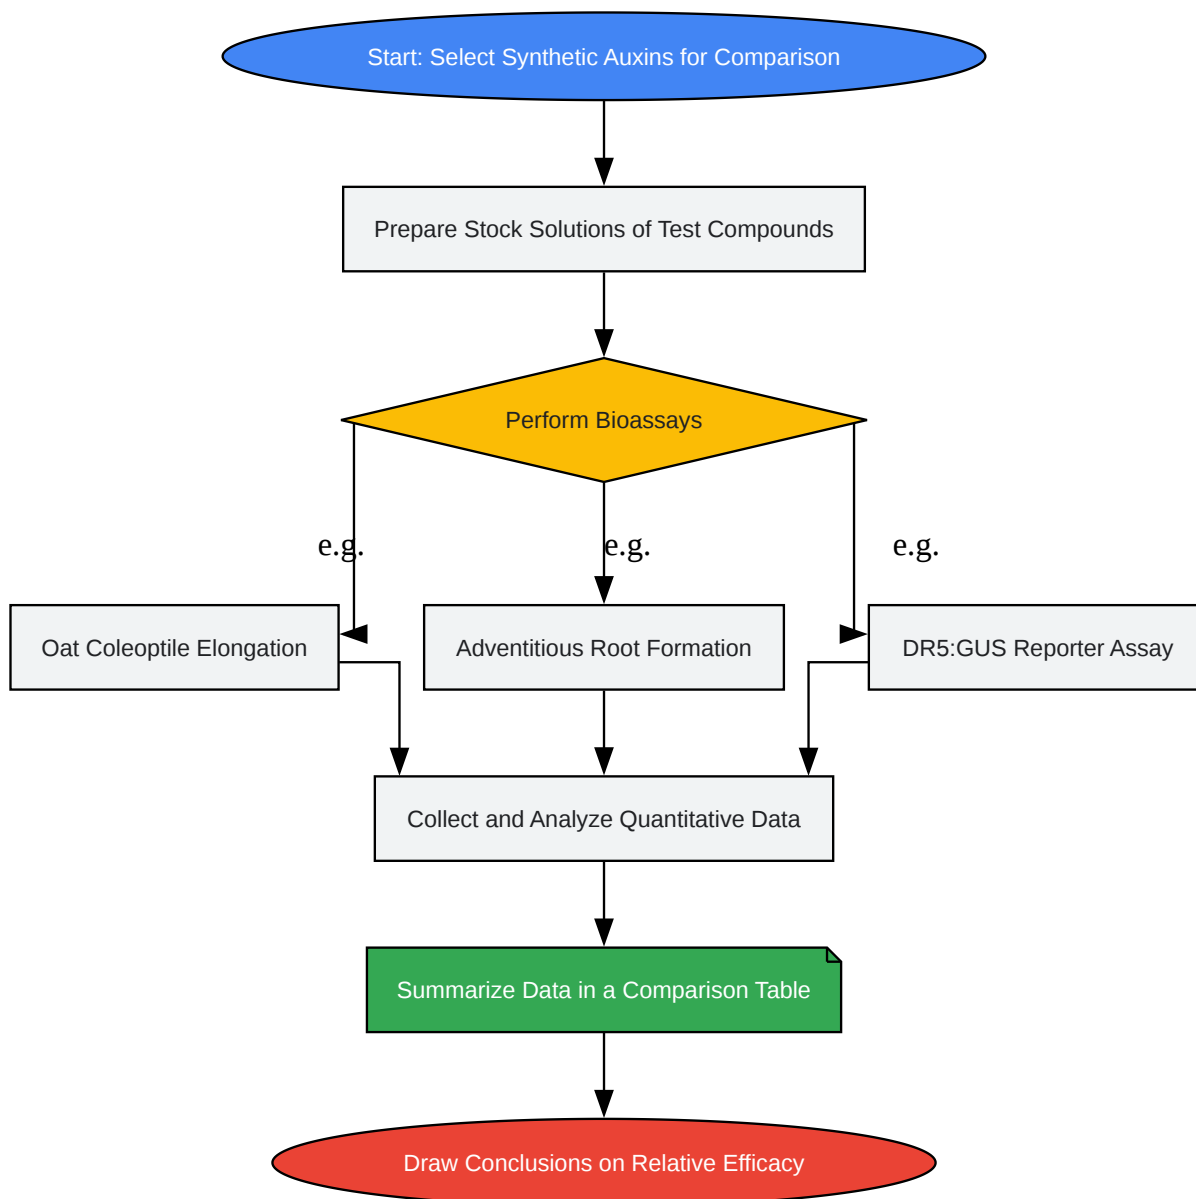 Start: Select Synthetic Auxins for Comparison
Prepare Stock Solutions of Test Compounds
Perform Bioassays
e.g.
e.g.
e.g.
Oat Coleoptile Elongation
Adventitious Root Formation
DR5:GUS Reporter Assay
Collect and Analyze Quantitative Data
Summarize Data in a Comparison Table
Draw Conclusions on Relative Efficacy